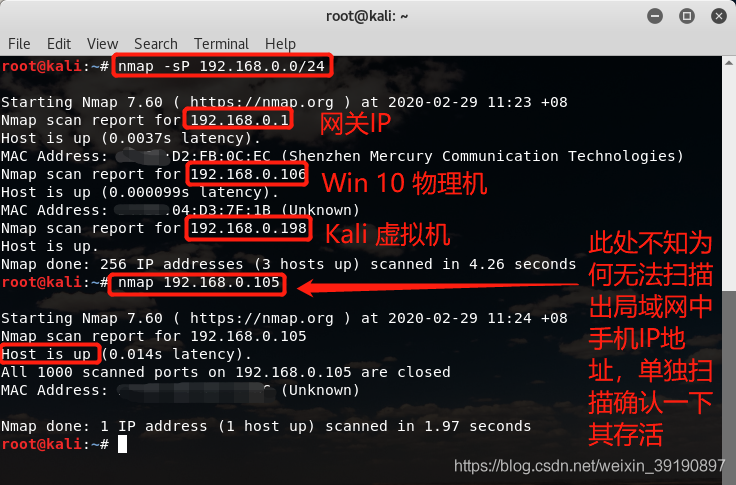 root@kali: ~
File Edit View Search Terminal Help
root@kali:~# nmap -sP 192.168.0.0/24
Starting Nmap 7.60 ( https://nmap.org ) at 2020-02-29 11:23 +08
Nmap scan report for 192.168.0.1
网关IP
Host is up (0.0037s latency).
MAC Address: :D2:FB:0C:EC (Shenzhen Mercury Communication Technologies)
Nmap scan report for 192.168.0.106
Win 10 物理机
Host is up (0.000099s latency).
MAC Address: :04:D3:7F:1B (Unknown)
Nmap scan report for 192.168.0.198
Kali 虚拟机
Host is up.
Nmap done: 256 IP addresses (3 hosts up) scanned in 4.26 seconds
root@kali:~# nmap 192.168.0.105
此处不知为
何无法扫描
出局域网中
手机IP地
址，单独扫
描确认一下
其存活
Starting Nmap 7.60 ( https://nmap.org ) at 2020-02-29 11:24 +08
Nmap scan report for 192.168.0.105
Host is up (0.014s latency).
All 1000 scanned ports on 192.168.0.105 are closed
MAC Address: C (Unknown)
Nmap done: 1 IP address (1 host up) scanned in 1.97 seconds
root@kali:~#
https://blog.csdn.net/weixin_39190897